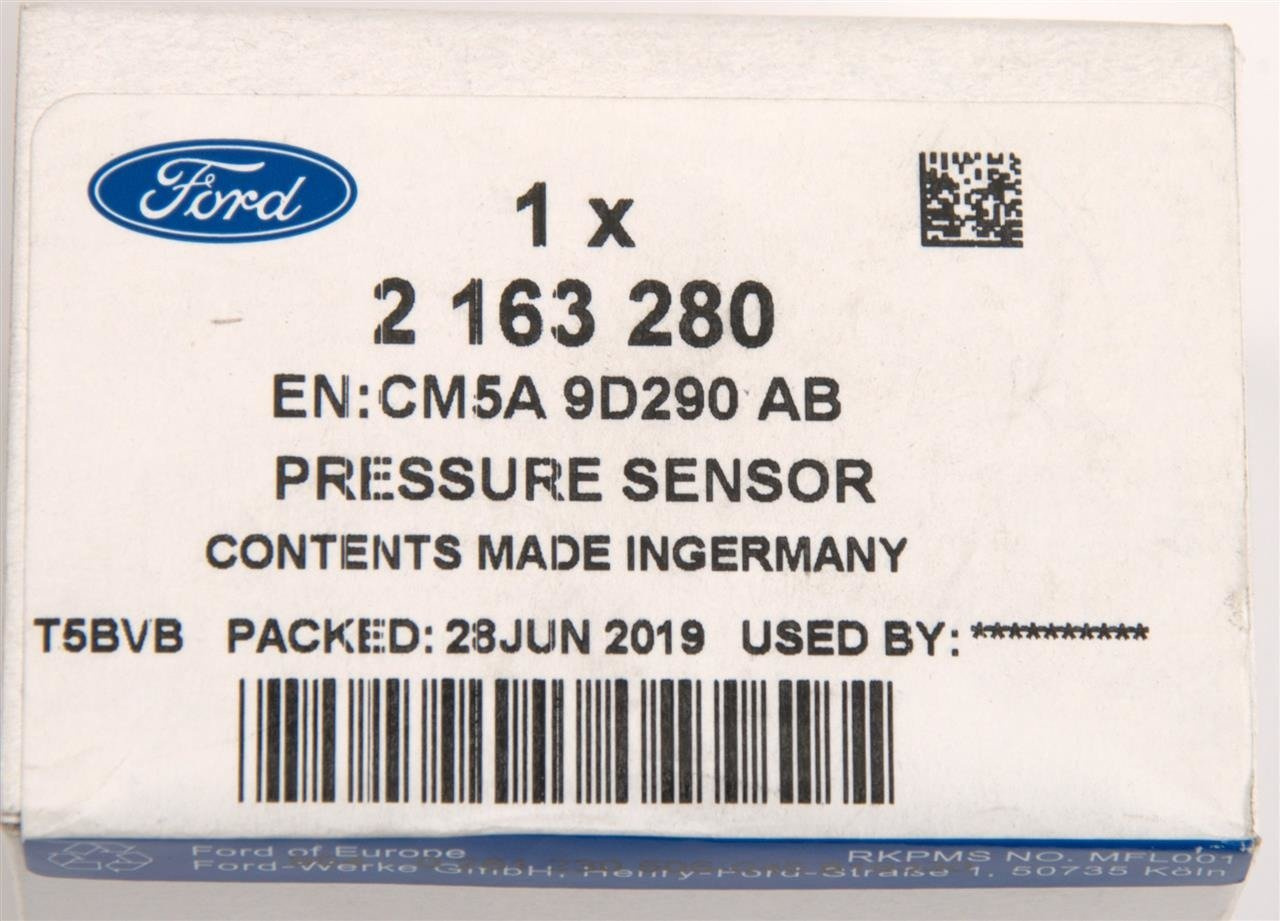 Ford
1 x
2 163 280
EN:CM5A 9D290 AB
PRESSURE SENSOR
CONTENTS MADE INGERMANY
T5BVB PACKED: 28JUN 2019 USED BY: **********
Ford of Europe RKPMS NO. MFL001
Ford-Werke GmbH, Henry-Ford-Straße 1, 50735 Köln